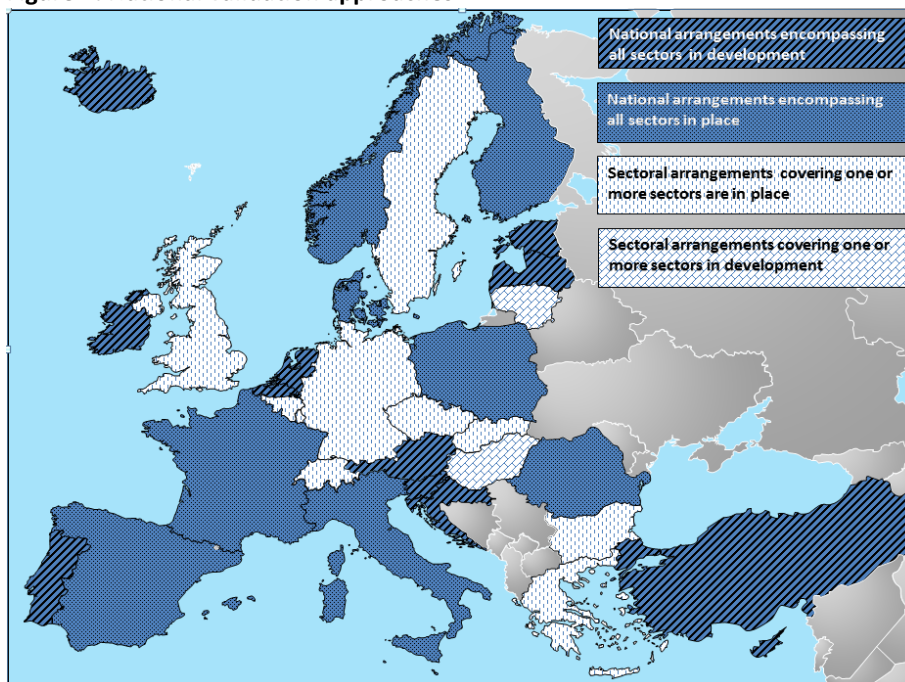 National arrangements encompassing
all sectors in development
National arrangements encompassing
all sectors in place
Sectoral arrangements covering one or
more sectors are in place
Sectoral arrangements covering one or
more sectors in development